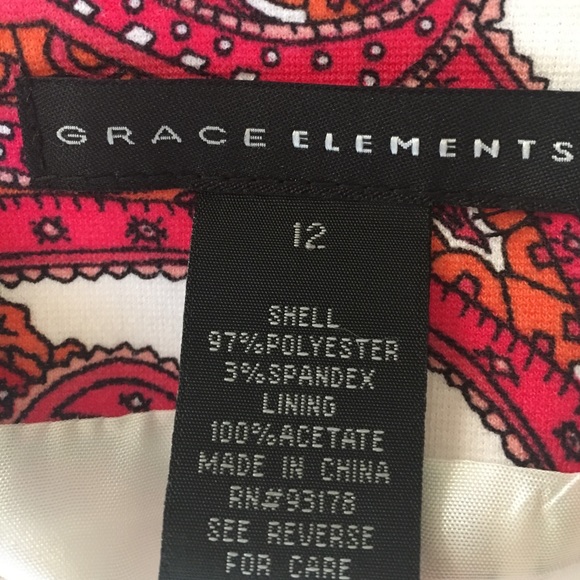 GRACE ELEMENTS
12
SHELL
97%POLYESTER
3%SPANDEX
LINING
100%ACETATE
MADE IN CHINA
RN#93178
SEE REVERSE
FOR CARE